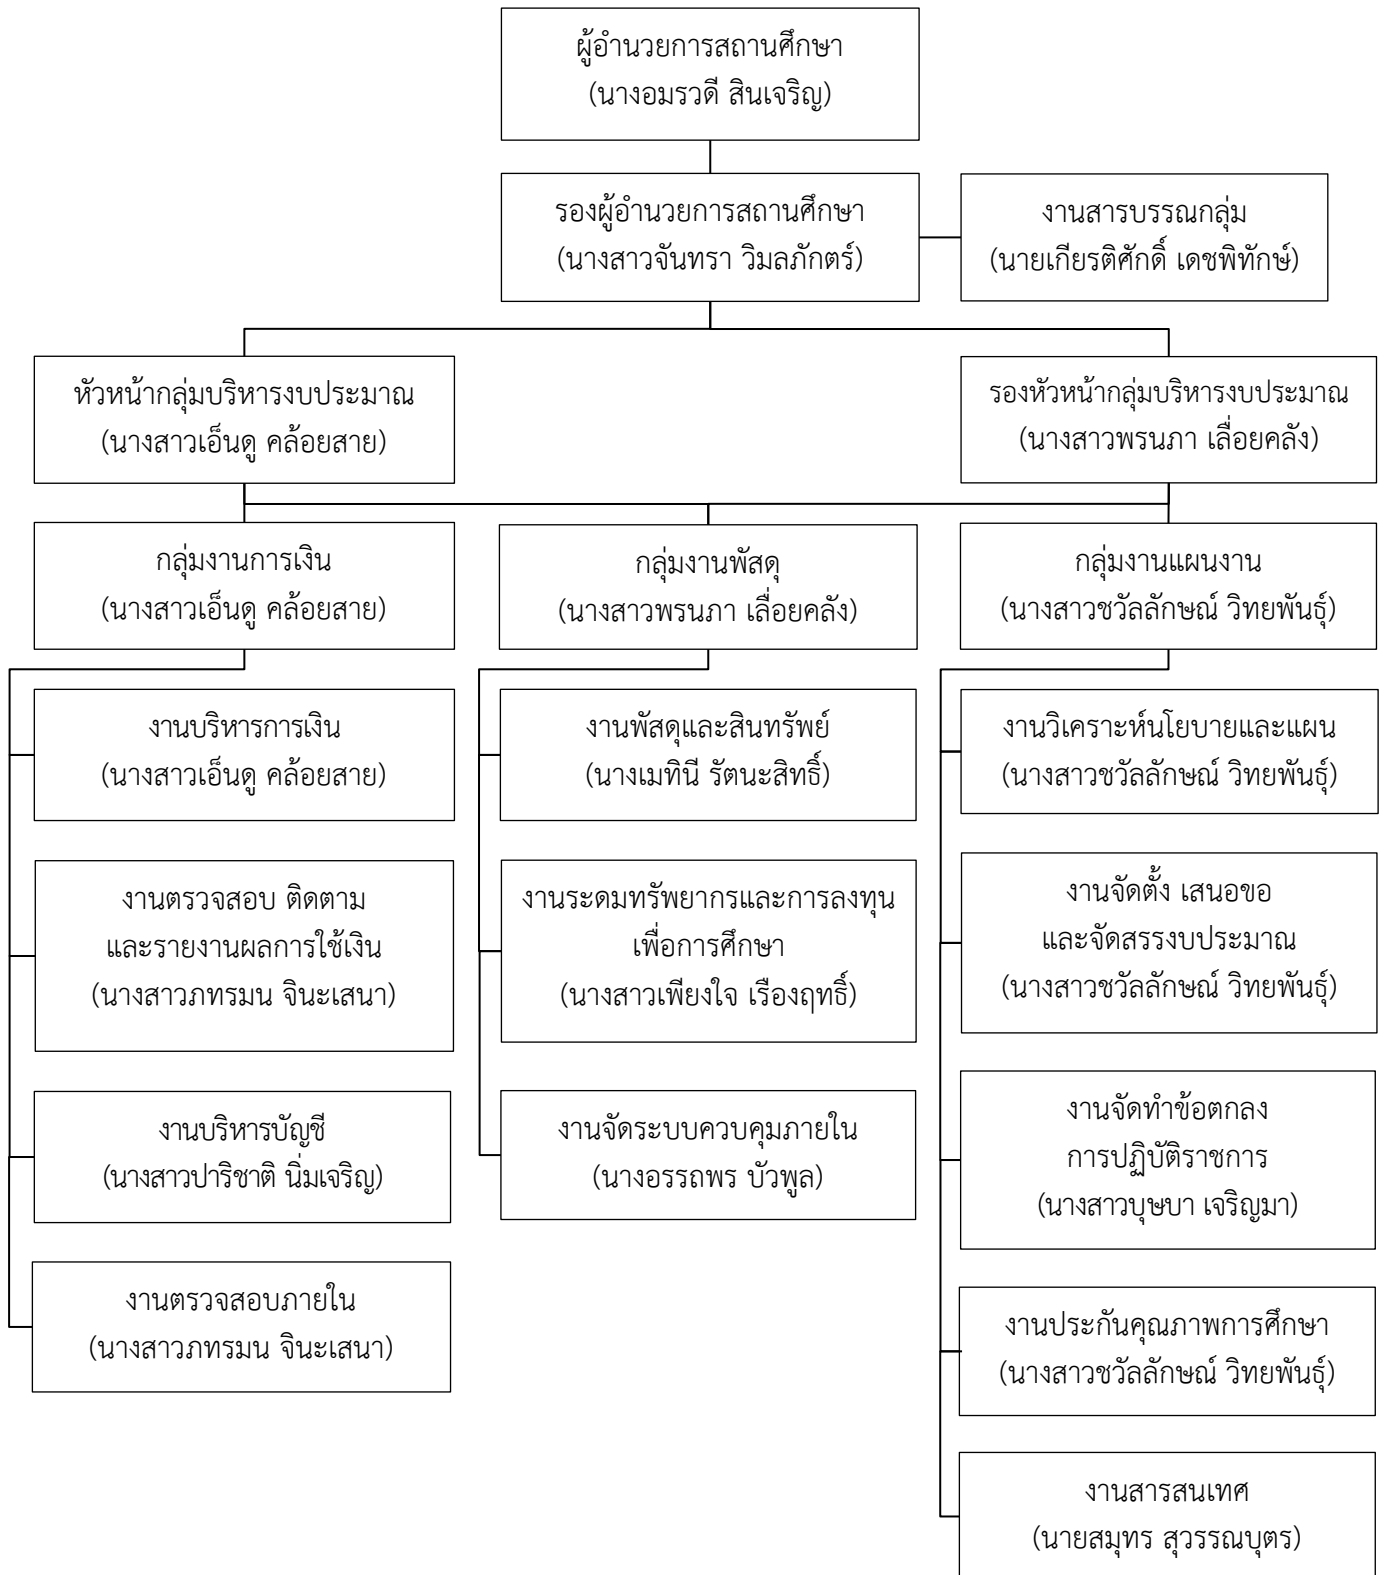 ผู้อำนวยการสถานศึกษา
(นางอมรวดี สินเจริญ)
รองผู้อำนวยการสถานศึกษา
(นางสาวจันทรา วิมลภักตร์)
งานสารบรรณกลุ่ม
(นายเกียรติศักดิ์ เดชพิทักษ์)
หัวหน้ากลุ่มบริหารงบประมาณ
(นางสาวเอ็นดู คล้อยสาย)
รองหัวหน้ากลุ่มบริหารงบประมาณ
(นางสาวพรนภา เลื่อยคลัง)
กลุ่มงานการเงิน
(นางสาวเอ็นดู คล้อยสาย)
กลุ่มงานพัสดุ
(นางสาวพรนภา เลื่อยคลัง)
กลุ่มงานแผนงาน
(นางสาวชวัลลักษณ์ วิทยพันธุ์)
งานบริหารการเงิน
(นางสาวเอ็นดู คล้อยสาย)
งานตรวจสอบ ติดตาม
และรายงานผลการใช้เงิน
(นางสาวภทรมน จินะเสนา)
งานบริหารบัญชี
(นางสาวปาริชาติ นิ่มเจริญ)
งานตรวจสอบภายใน
(นางสาวภทรมน จินะเสนา)
งานพัสดุและสินทรัพย์
(นางเมทินี รัตนะสิทธิ์)
งานระดมทรัพยากรและการลงทุน
เพื่อการศึกษา
(นางสาวเพียงใจ เรืองฤทธิ์)
งานจัดระบบควบคุมภายใน
(นางอรรถพร บัวพูล)
งานวิเคราะห์นโยบายและแผน
(นางสาวชวัลลักษณ์ วิทยพันธุ์)
งานจัดตั้ง เสนอขอ
และจัดสรรงบประมาณ
(นางสาวชวัลลักษณ์ วิทยพันธุ์)
งานจัดทำข้อตกลง
การปฏิบัติราชการ
(นางสาวบุษบา เจริญมา)
งานประกันคุณภาพการศึกษา
(นางสาวชวัลลักษณ์ วิทยพันธุ์)
งานสารสนเทศ
(นายสมุทร สุวรรณบุตร)